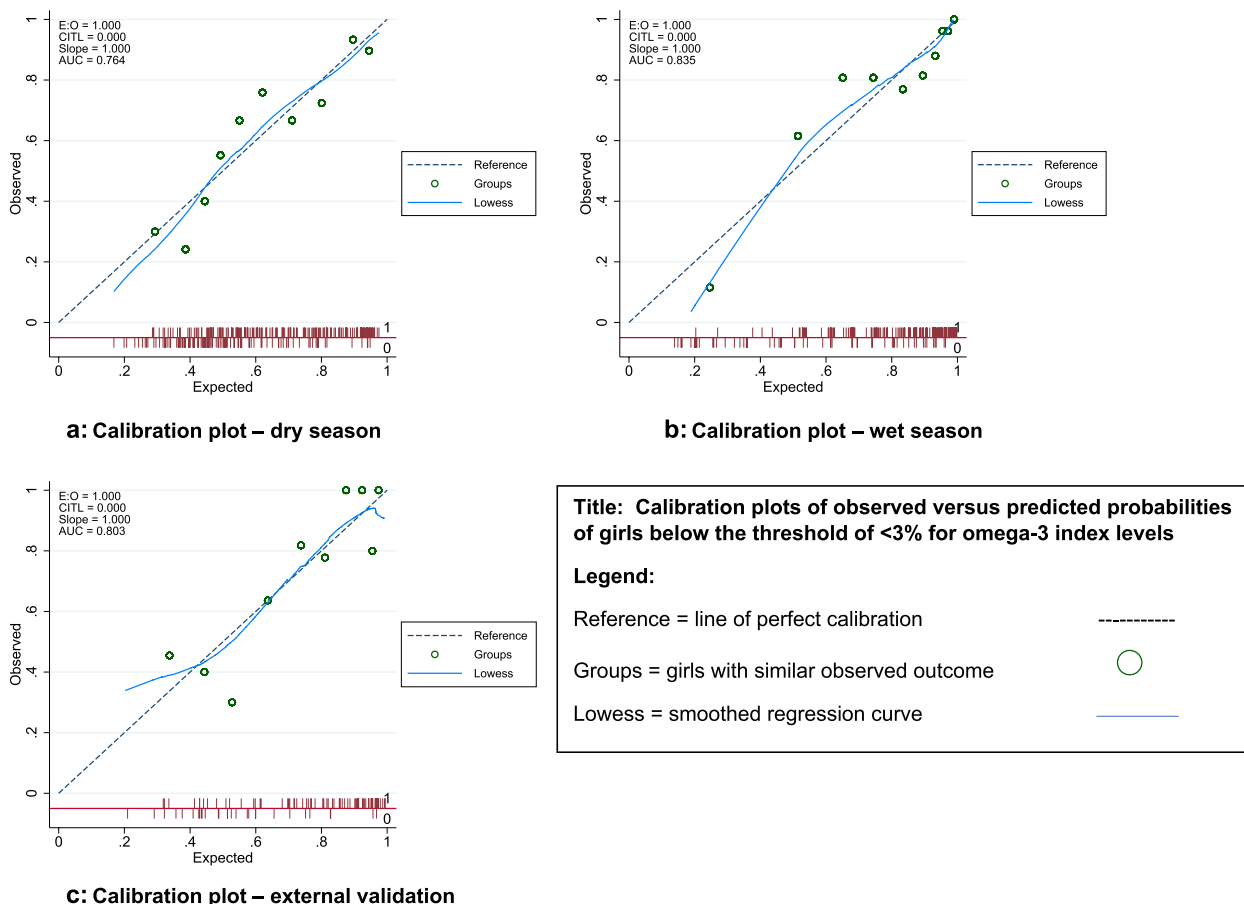 E:O = 1.000
CITL = 0.000
Slope = 1.000
AUC = 0.764
1
.8
.6
.4
.2
0
Observed
1
0
0
.2
.4
.6
.8
1
Expected
Reference
Groups
Lowess
a: Calibration plot – dry season
E:O = 1.000
CITL = 0.000
Slope = 1.000
AUC = 0.835
1
.8
.6
.4
.2
0
Observed
1
0
0
.2
.4
.6
.8
1
Expected
Reference
Groups
Lowess
b: Calibration plot – wet season
E:O = 1.000
CITL = 0.000
Slope = 1.000
AUC = 0.803
1
.8
.6
.4
.2
0
Observed
1
0
0
.2
.4
.6
.8
1
Expected
Reference
Groups
Lowess
c: Calibration plot – external validation
Title: Calibration plots of observed versus predicted probabilities
of girls below the threshold of <3% for omega-3 index levels
Legend:
Reference = line of perfect calibration
Groups = girls with similar observed outcome
Lowess = smoothed regression curve